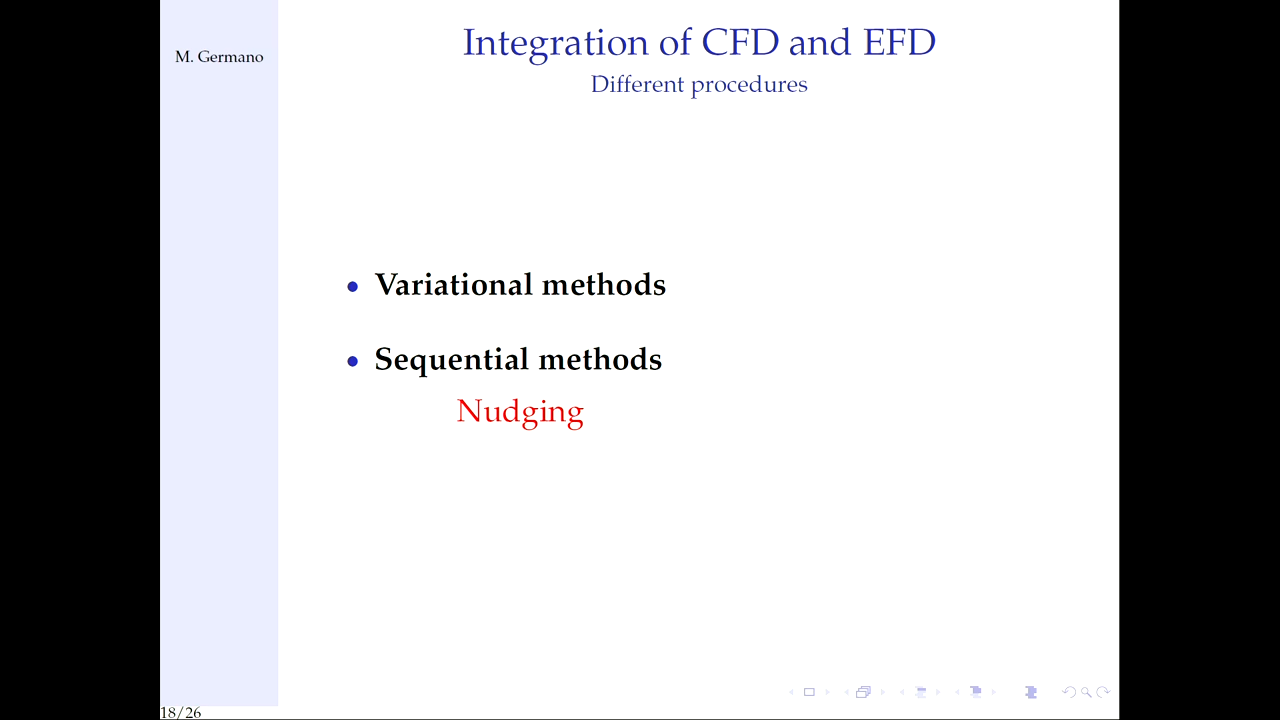 M. Germano
Integration of CFD and EFD
Different procedures
• Variational methods
• Sequential methods
Nudging
18/26